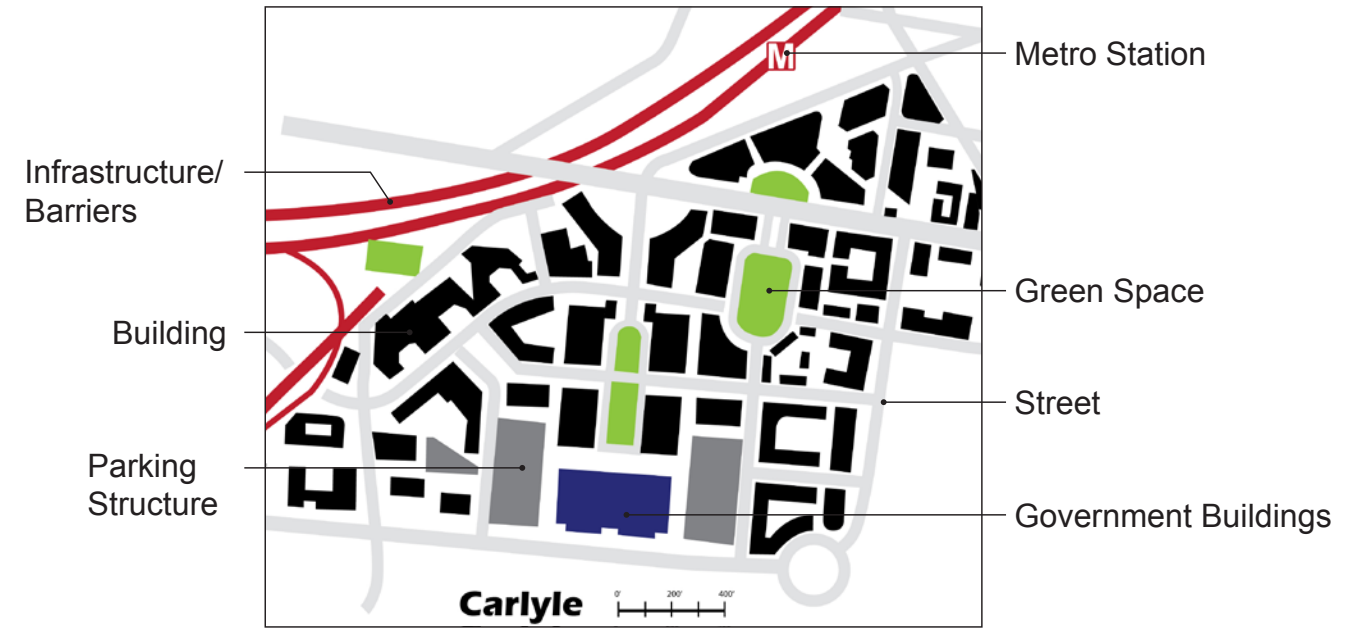 M
Metro Station
Infrastructure/
Barriers
Green Space
Building
Street
Parking
Structure
Government Buildings
Carlyle
0' 200' 400'